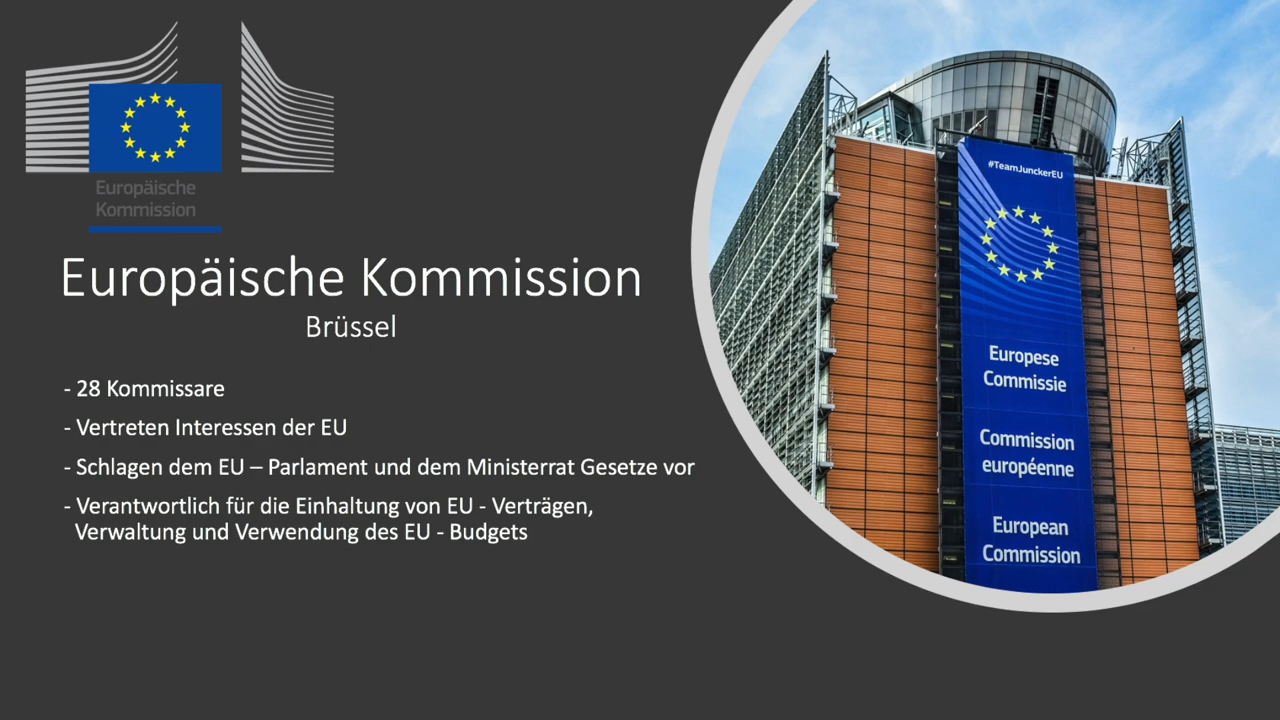 Europäische
Kommission
Europäische Kommission
Brüssel
- 28 Kommissare
- Vertreten Interessen der EU
- Schlagen dem EU – Parlament und dem Ministerrat Gesetze vor
- Verantwortlich für die Einhaltung von EU - Verträgen,
Verwaltung und Verwendung des EU - Budgets
#TeamJunckerEU
Europese
Commissie
Commission
européenne
European
Commission